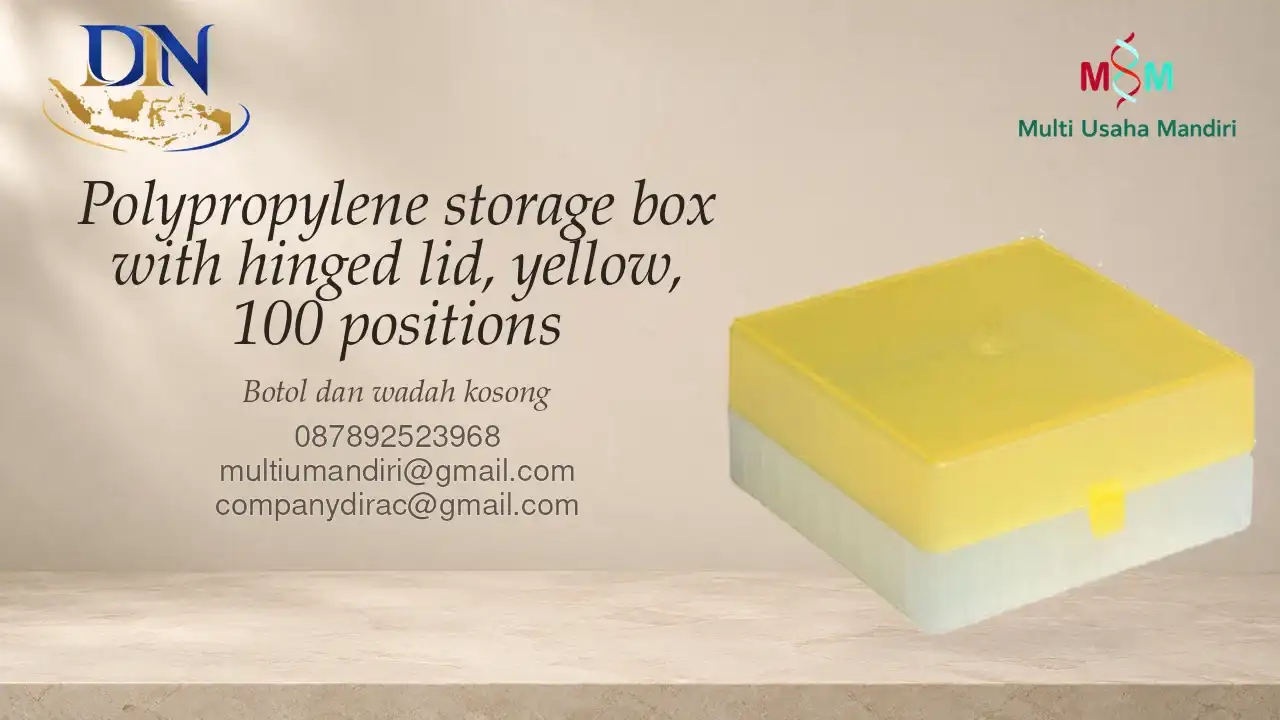 DN
M M
Multi Usaha Mandiri
Polypropylene storage box
with hinged lid, yellow,
100 positions
Botol dan wadah kosong
087892523968
multiumandiri@gmail.com
companydirac@gmail.com